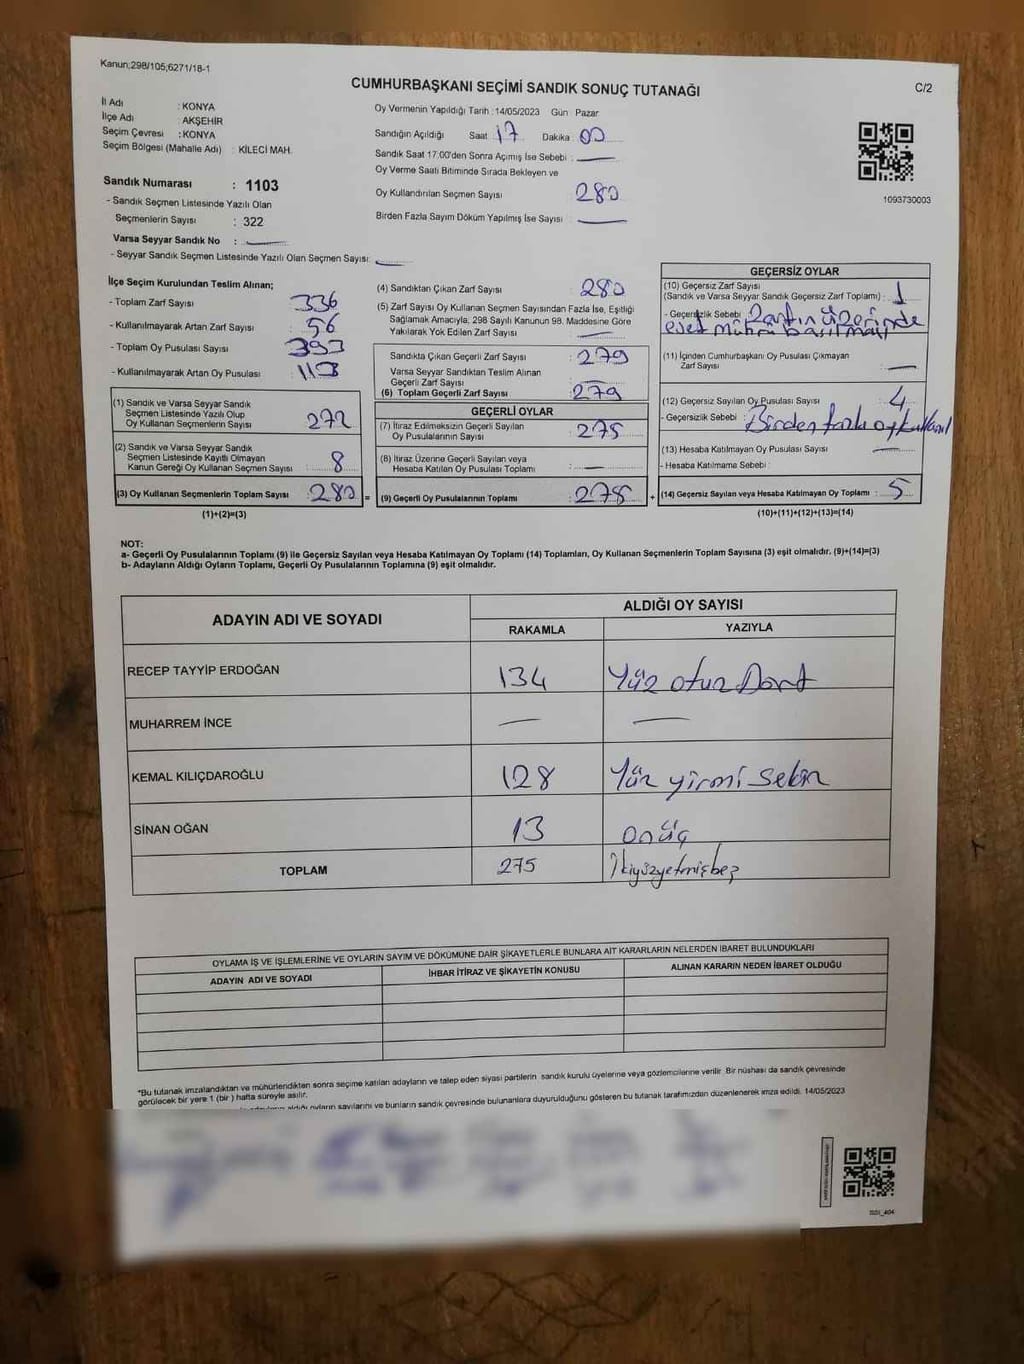 Kanun;298/105,6271/18-1
CUMHURBAŞKANI SEÇİMİ SANDIK SONUÇ TUTANAĞI
C/2
İl Adı : KONYA
İlçe Adı : AKŞEHİR
Seçim Çevresi : KONYA
Seçim Bölgesi (Mahalle Adı) : KİLECİ MAH.
Sandık Numarası : 1103
- Sandık Seçmen Listesinde Yazılı Olan
Seçmenlerin Sayısı : 322
Varsa Seyyar Sandık No :
- Seyyar Sandık Seçmen Listesinde Yazılı Olan Seçmen Sayısı:
Oy Vermenin Yapıldığı Tarih : 14/05/2023 Gün : Pazar
Sandığın Açıldığı Saat : 17 Dakika : 00
Sandık Saat 17:00'den Sonra Açımış İse Sebebi :
Oy Verme Saati Bitiminde Sırada Bekleyen ve
Oy Kullandırılan Seçmen Sayısı 280
Birden Fazla Sayım Döküm Yapılmış İse Sayısı :
1093730003
İlçe Seçim Kurulundan Teslim Alınan;
- Toplam Zarf Sayısı : 336
- Kullanılmayarak Artan Zarf Sayısı : 56
- Toplam Oy Pusulası Sayısı : 393
- Kullanılmayarak Artan Oy Pusulası : 113
(1) Sandık ve Varsa Seyyar Sandık
Seçmen Listesinde Yazılı Olup
Oy Kullanan Seçmenlerin Sayısı : 272
(2) Sandık ve Varsa Seyyar Sandık
Seçmen Listesinde Kayıtlı Olmayan
Kanun Gereği Oy Kullanan Seçmen Sayısı : 8
(3) Oy Kullanan Seçmenlerin Toplam Sayısı : 280 =
(1)+(2)=(3)
(4) Sandıktan Çıkan Zarf Sayısı : 280
(5) Zarf Sayısı Oy Kullanan Seçmen Sayısından Fazla İse, Eşitliği
Sağlamak Amacıyla, 298 Sayılı Kanunun 98. Maddesine Göre
Yakılarak Yok Edilen Zarf Sayısı :
Sandıkta Çıkan Geçerli Zarf Sayısı : 279
Varsa Seyyar Sandıktan Teslim Alınan
Geçerli Zarf Sayısı :
(6) Toplam Geçerli Zarf Sayısı : 279
GEÇERLİ OYLAR
(7) İtiraz Edilmeksizin Geçerli Sayılan
Oy Pusulalarının Sayısı : 275
(8) İtiraz Üzerine Geçerli Sayılan veya
Hesaba Katılan Oy Pusulası Toplamı :
(9) Geçerli Oy Pusulalarının Toplamı : 275 +
GEÇERSİZ OYLAR
(10) Geçersiz Zarf Sayısı
(Sandık ve Varsa Seyyar Sandık Geçersiz Zarf Toplamı) : 1
- Geçersizlik Sebebi : Zarfın üzerinde
evet mührü basılması
(11) İçinden Cumhurbaşkanı Oy Pusulası Çıkmayan
Zarf Sayısı :
(12) Geçersiz Sayılan Oy Pusulası Sayısı : 4
- Geçersizlik Sebebi : Birden fazla oy
(13) Hesaba Katılmayan Oy Pusulası Sayısı :
- Hesaba Katılmama Sebebi :
(14) Geçersiz Sayılan veya Hesaba Katılmayan Oy Toplamı : 5
(10)+(11)+(12)+(13)=(14)
NOT:
a- Geçerli Oy Pusulalarının Toplamı (9) ile Geçersiz Sayılan veya Hesaba Katılmayan Oy Toplamı (14) Toplamları, Oy Kullanan Seçmenlerin Toplam Sayısına (3) eşit olmalıdır. (9)+(14)=(3)
b- Adayların Aldığı Oyların Toplamı, Geçerli Oy Pusulalarının Toplamına (9) eşit olmalıdır.
ADAYIN ADI VE SOYADI
ALDIĞI OY SAYISI
RAKAMLA YAZIYLA
RECEP TAYYİP ERDOĞAN 134 Yüz otuz Dört
MUHARREM İNCE
KEMAL KILIÇDAROĞLU 128 Yüz yirmi sekiz
SİNAN OĞAN 13 onüç
TOPLAM 275 İkiyüzyetmişbeş
OYLAMA İŞ VE İŞLEMLERİNE VE OYLARIN SAYIM VE DÖKÜMÜNE DAİR ŞİKAYETLERLE BUNLARA AİT KARARLARIN NELERDEN İBARET BULUNDUKLARI
ADAYIN ADI VE SOYADI İHBAR İTİRAZ VE ŞİKAYETİN KONUSU ALINAN KARARIN NEDEN İBARET OLDUĞU
*Bu tutanak imzalandıktan ve mühürlendikten sonra seçime katılan adayların ve talep eden siyasi partilerin sandık kurulu üyelerine veya gözlemcilerine verilir. Bir nüshası da sandık çevresinde
görülecek bir yere 1 (bir ) hafta süreyle asılır.
aldığı oyların sayılarını ve bunların sandık çevresinde bulunanlara duyurulduğunu gösteren bu tutanak tarafımızdan düzenlenerek imza edildi. 14/05/2023